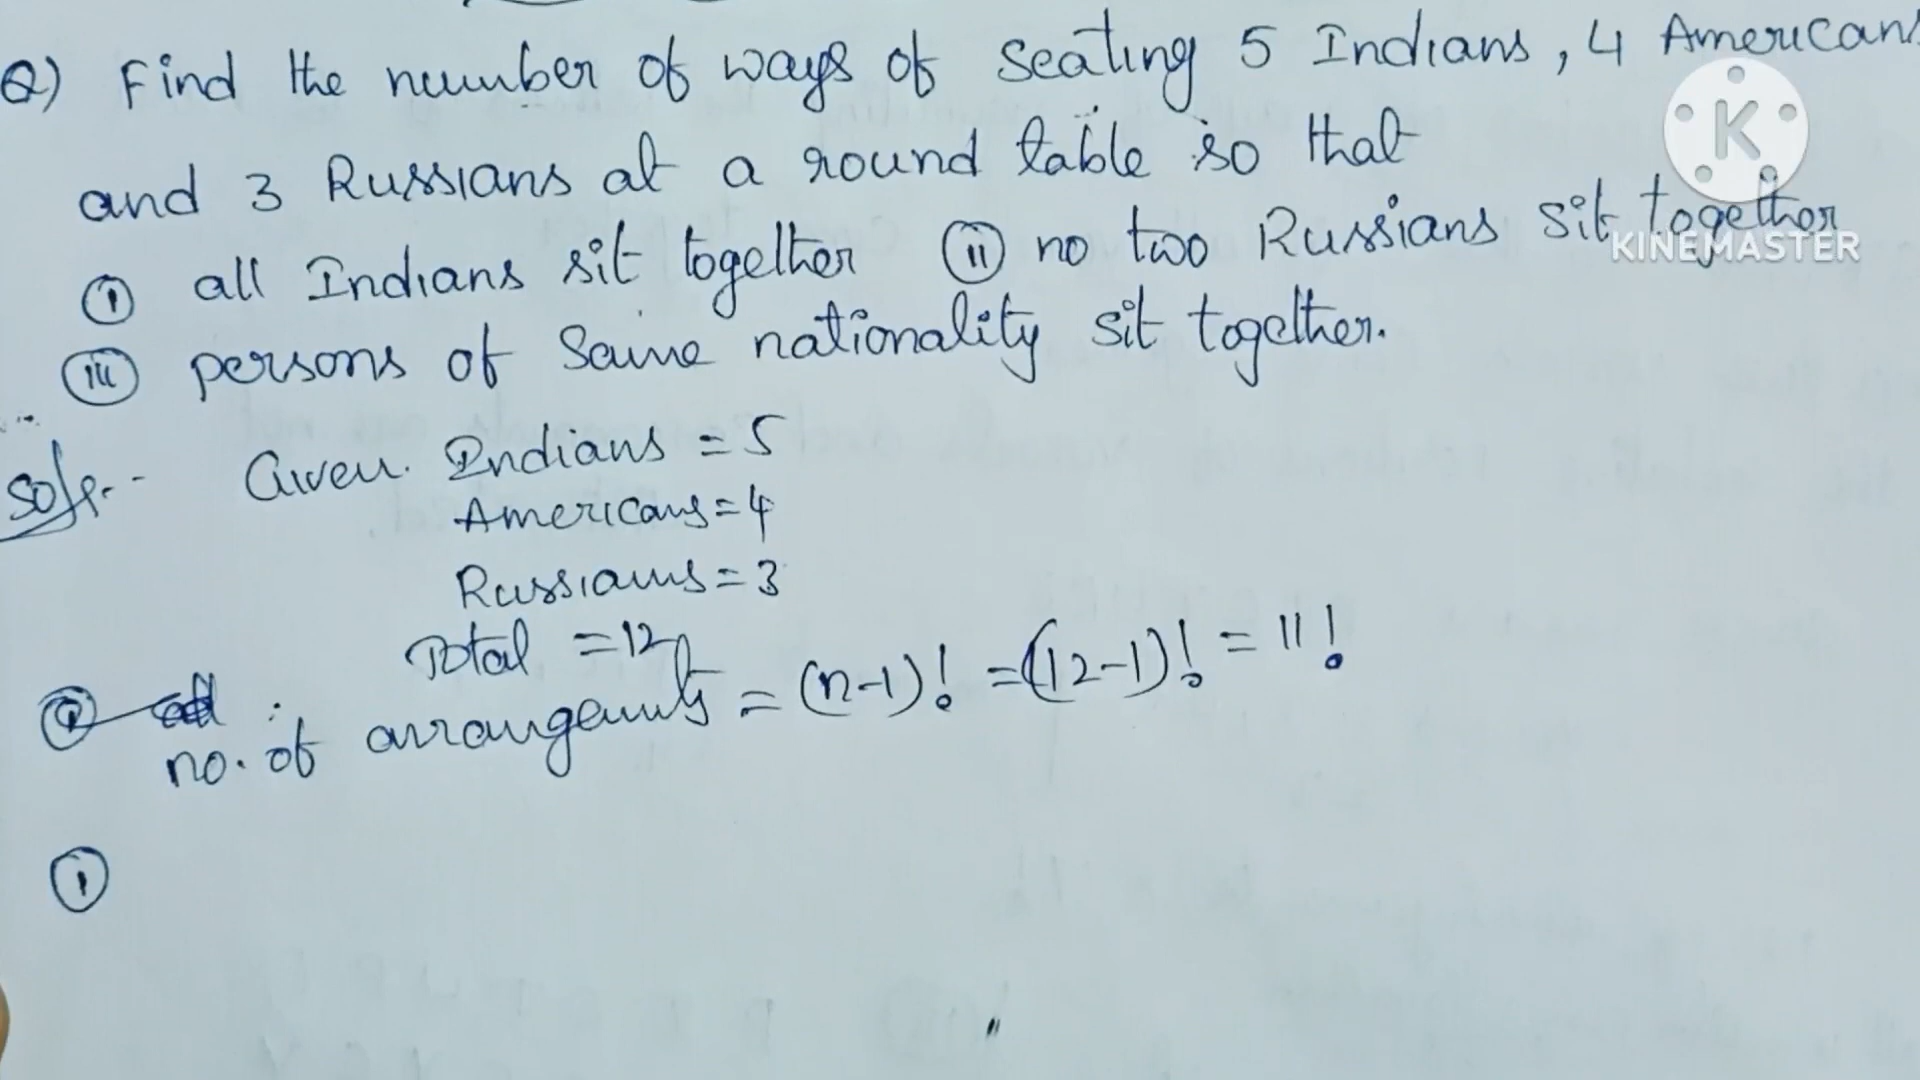 Q) Find the number of ways of seating 5 Indians, 4 Americans
and 3 Russians at a round table so that
(i) all Indians sit together (ii) no two Russians sit together
(iii) persons of same nationality sit together.
Soln:- Given. Indians = 5
Americans = 4
Russians = 3
Total = 12
(i) all
no. of arrangements = (n-1)! = (12-1)! = 11!
(i)
K
KINEMASTER